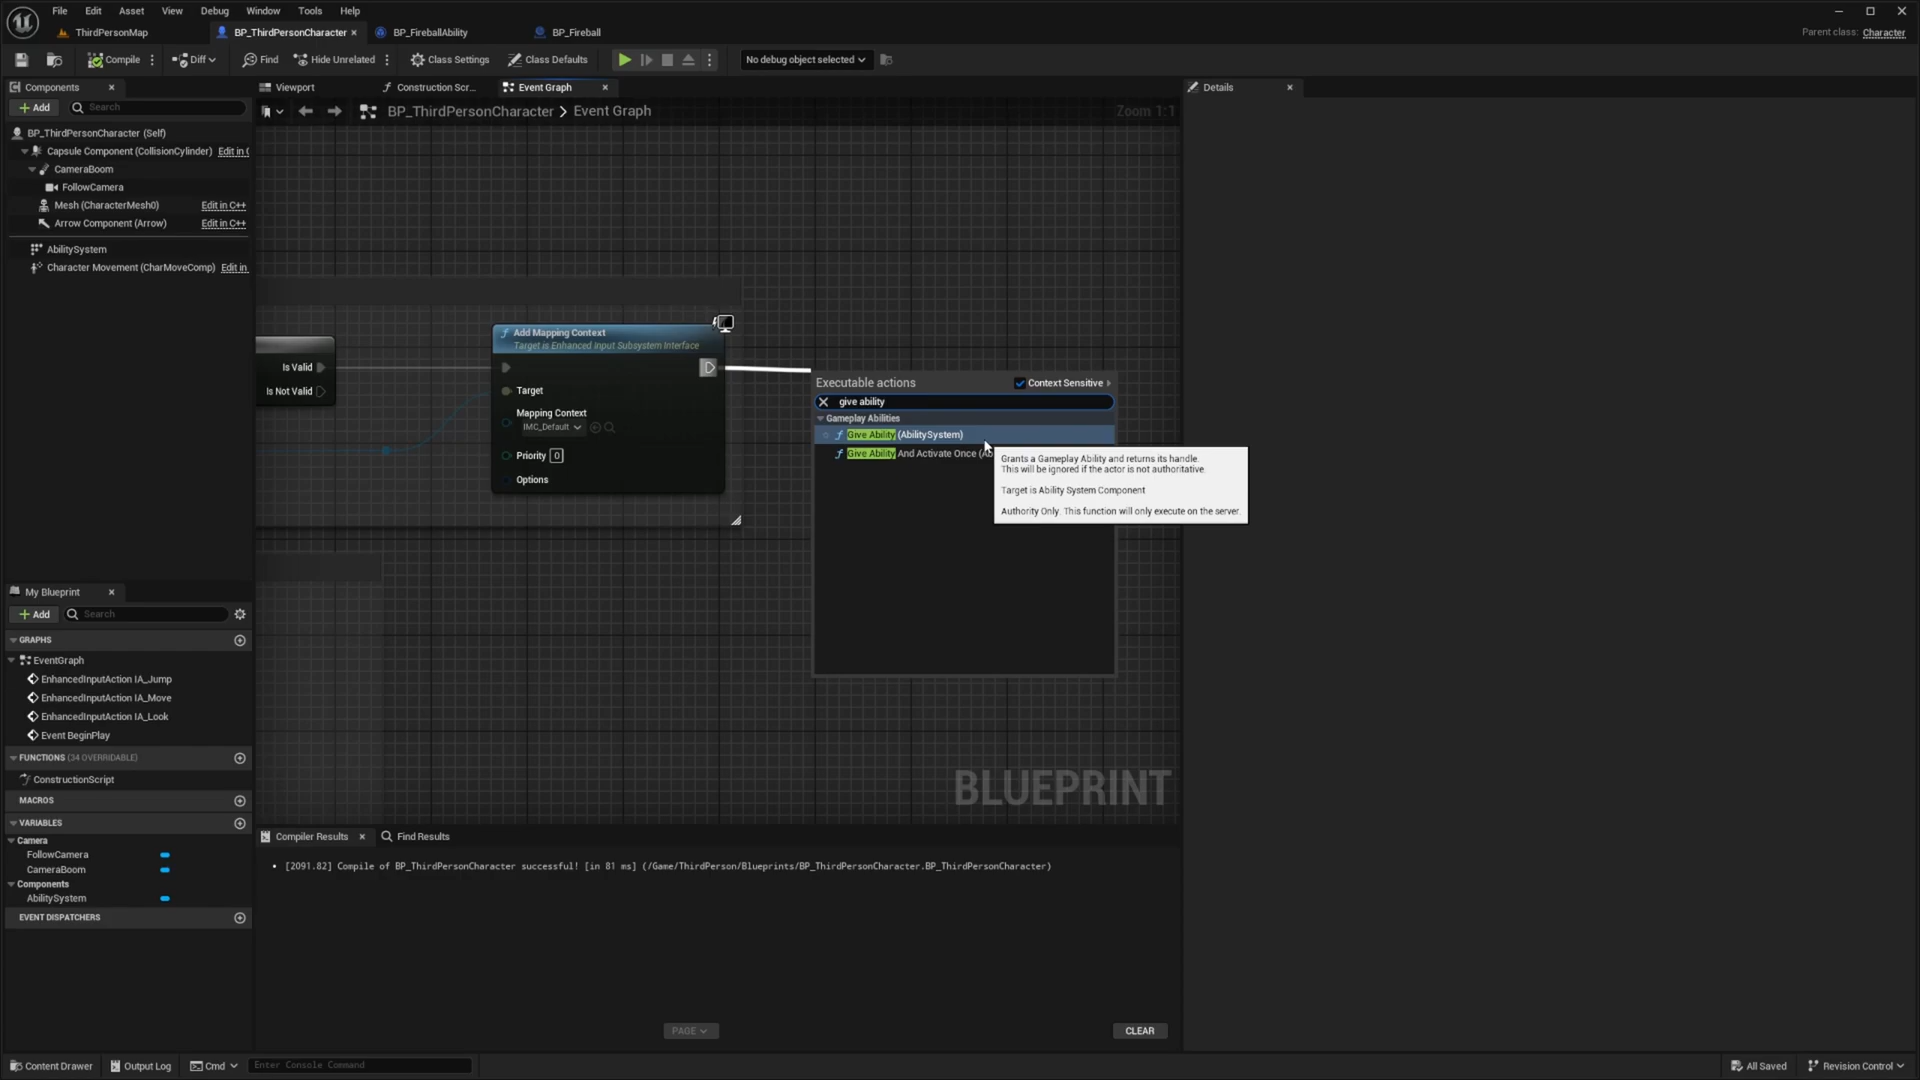 File Edit Asset View Debug Window Tools Help
ThirdPersonMap BP_ThirdPersonCharacter BP_FireballAbility BP_Fireball
Parent class: Character
Compile Diff Find Hide Unrelated Class Settings Class Defaults No debug object selected
Components
Add Search
BP_ThirdPersonCharacter (Self)
Capsule Component (CollisionCylinder) Edit in C
CameraBoom
FollowCamera
Mesh (CharacterMesh0) Edit in C++
Arrow Component (Arrow) Edit in C++
AbilitySystem
Character Movement (CharMoveComp) Edit in
Viewport Construction Scr... Event Graph
BP_ThirdPersonCharacter > Event Graph
Zoom 1:1
Details
Is Valid
Is Not Valid
Add Mapping Context
Target is Enhanced Input Subsystem Interface
Target
Mapping Context
IMC_Default
Priority 0
Options
Executable actions Context Sensitive
give ability
Gameplay Abilities
Give Ability (AbilitySystem)
Give Ability And Activate Once (Ab
Grants a Gameplay Ability and returns its handle.
This will be ignored if the actor is not authoritative.
Target is Ability System Component
Authority Only. This function will only execute on the server.
BLUEPRINT
My Blueprint
Add Search
GRAPHS
EventGraph
EnhancedInputAction IA_Jump
EnhancedInputAction IA_Move
EnhancedInputAction IA_Look
Event BeginPlay
FUNCTIONS (34 OVERRIDABLE)
ConstructionScript
MACROS
VARIABLES
Camera
FollowCamera
CameraBoom
Components
AbilitySystem
EVENT DISPATCHERS
Compiler Results Find Results
[2091.82] Compile of BP_ThirdPersonCharacter successful! [in 81 ms] (/Game/ThirdPerson/Blueprints/BP_ThirdPersonCharacter.BP_ThirdPersonCharacter)
PAGE CLEAR
Content Drawer Output Log Cmd Enter Console Command All Saved Revision Control